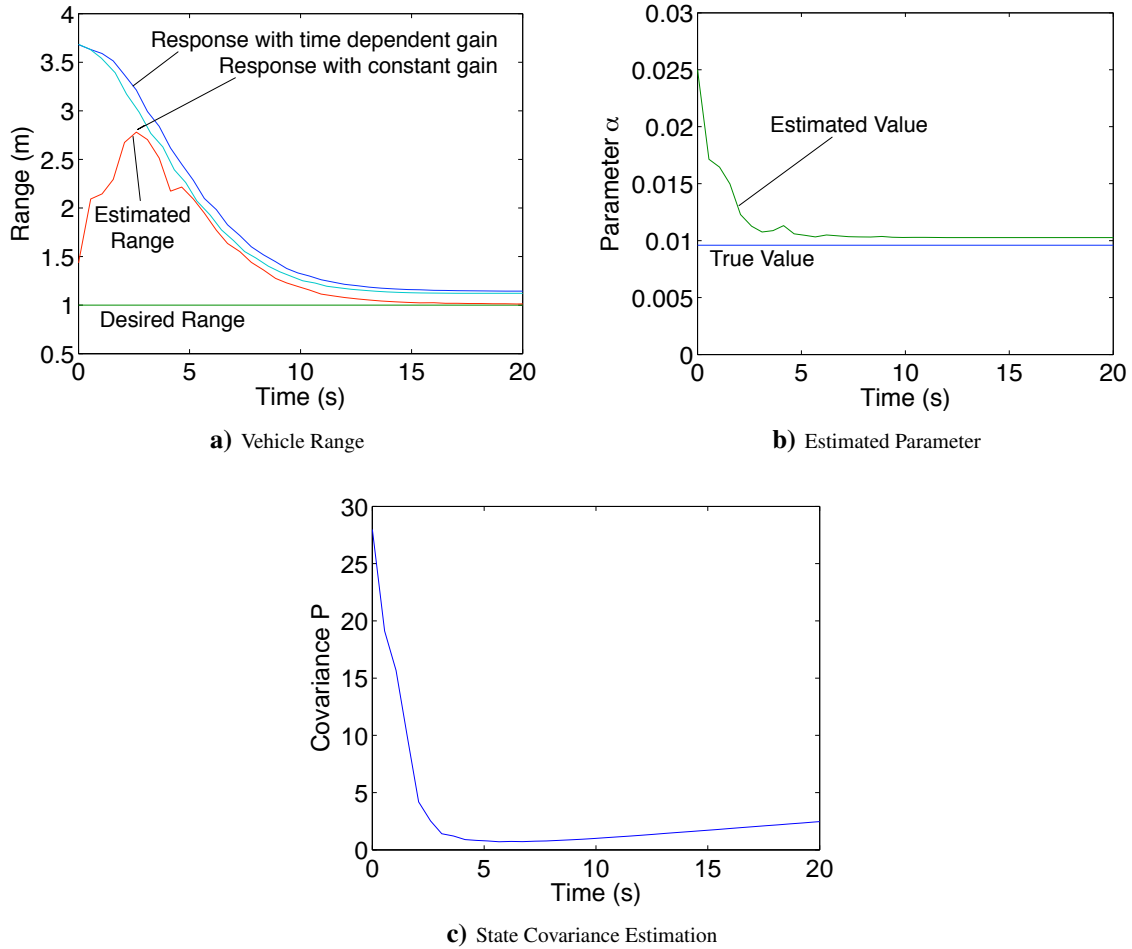 4
3.5
3
2.5
2
1.5
1
0.5
Range (m)
Response with time dependent gain
Response with constant gain
Estimated
Range
Desired Range
0
5
10
15
20
Time (s)
a) Vehicle Range
0.03
0.025
0.02
0.015
0.01
0.005
0
Parameter α
Estimated Value
True Value
0
5
10
15
20
Time (s)
b) Estimated Parameter
30
25
20
15
10
5
0
Covariance P
0
5
10
15
20
Time (s)
c) State Covariance Estimation